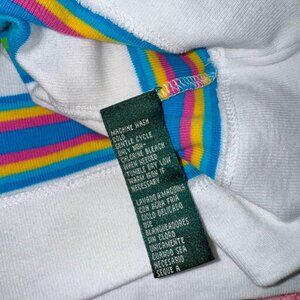 MACHINE WASH
COLD
GENTLE CYCLE
ONLY NON-
CHLORINE BLEACH
WHEN NEEDED
TUMBLE DRY LOW
WARM IRON IF
NECESSARY
LAVADO A MAQUINA
CON AGUA FRIA
CICLO DELICADO
USE
BLANQUEADORES
SIN CLORO
UNICAMENTE
CUANDO SEA
NECESARIO
SEQUE A